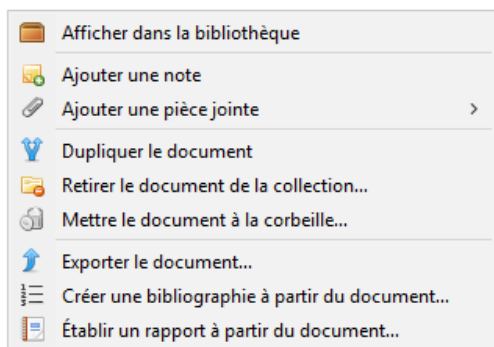 Afficher dans la bibliothèque
Ajouter une note
Ajouter une pièce jointe
Dupliquer le document
Retirer le document de la collection...
Mettre le document à la corbeille...
Exporter le document...
Créer une bibliographie à partir du document...
Établir un rapport à partir du document...